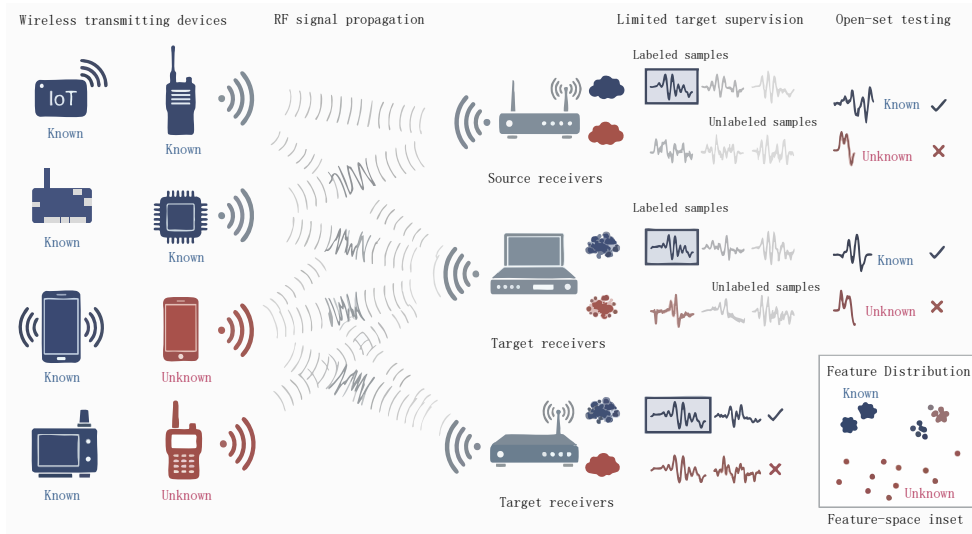 Wireless transmitting devices
RF signal propagation
Limited target supervision
Open-set testing
IoT
Known
Known
Known
Known
Known
Unknown
Known
Unknown
Source receivers
Target receivers
Target receivers
Labeled samples
Unlabeled samples
Labeled samples
Unlabeled samples
Known
Unknown
Known
Unknown
Feature Distribution
Known
Unknown
Feature-space inset